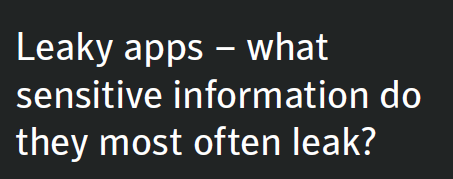 Leaky apps – what
sensitive information do
they most often leak?